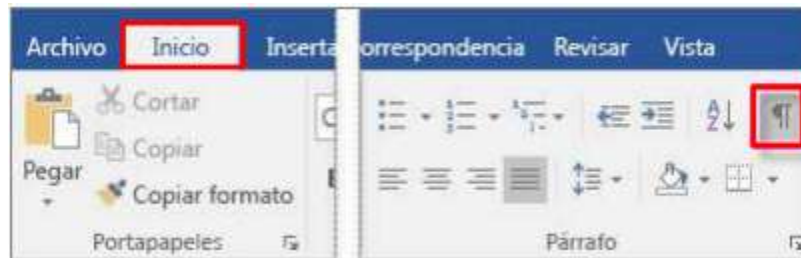 Archivo Inicio Inserta orrespondencia Revisar Vista
Cortar
Copiar
Pegar
Copiar formato
Portapapeles Párrafo